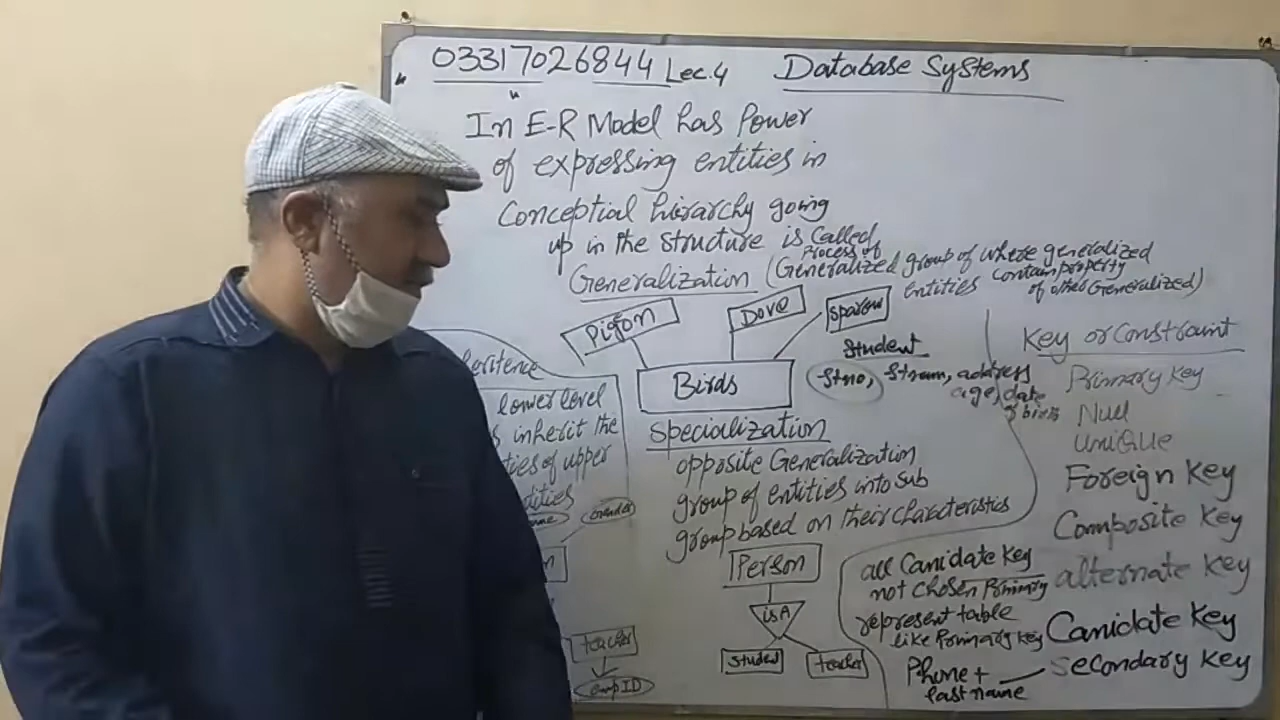 03317026844 Lec.4 Database Systems
In E-R Model has Power
of expressing entities in
Conceptial hierarchy going
up in the structure is Called
Generalization (Process of Generalized group of where generalized
entities contain property
of other Generalized)
Pigon
Dove
Sparow
Birds
Student
Stno, Strnam, address
age, date
of birth
Key or Constraint
Primary Key
Null
UNIQUE
Foreign Key
Composite Key
alternate Key
Canidate Key
Secondary Key
lower level
inherit the
of upper
Gender
Specialization
opposite Generalization
group of entities into sub
group based on their charecteristics
Person
isA
Student
teacher
teacher
empID
all Canidate Key
not chosen Primary
represent table
like Primary Key
Phone +
last name